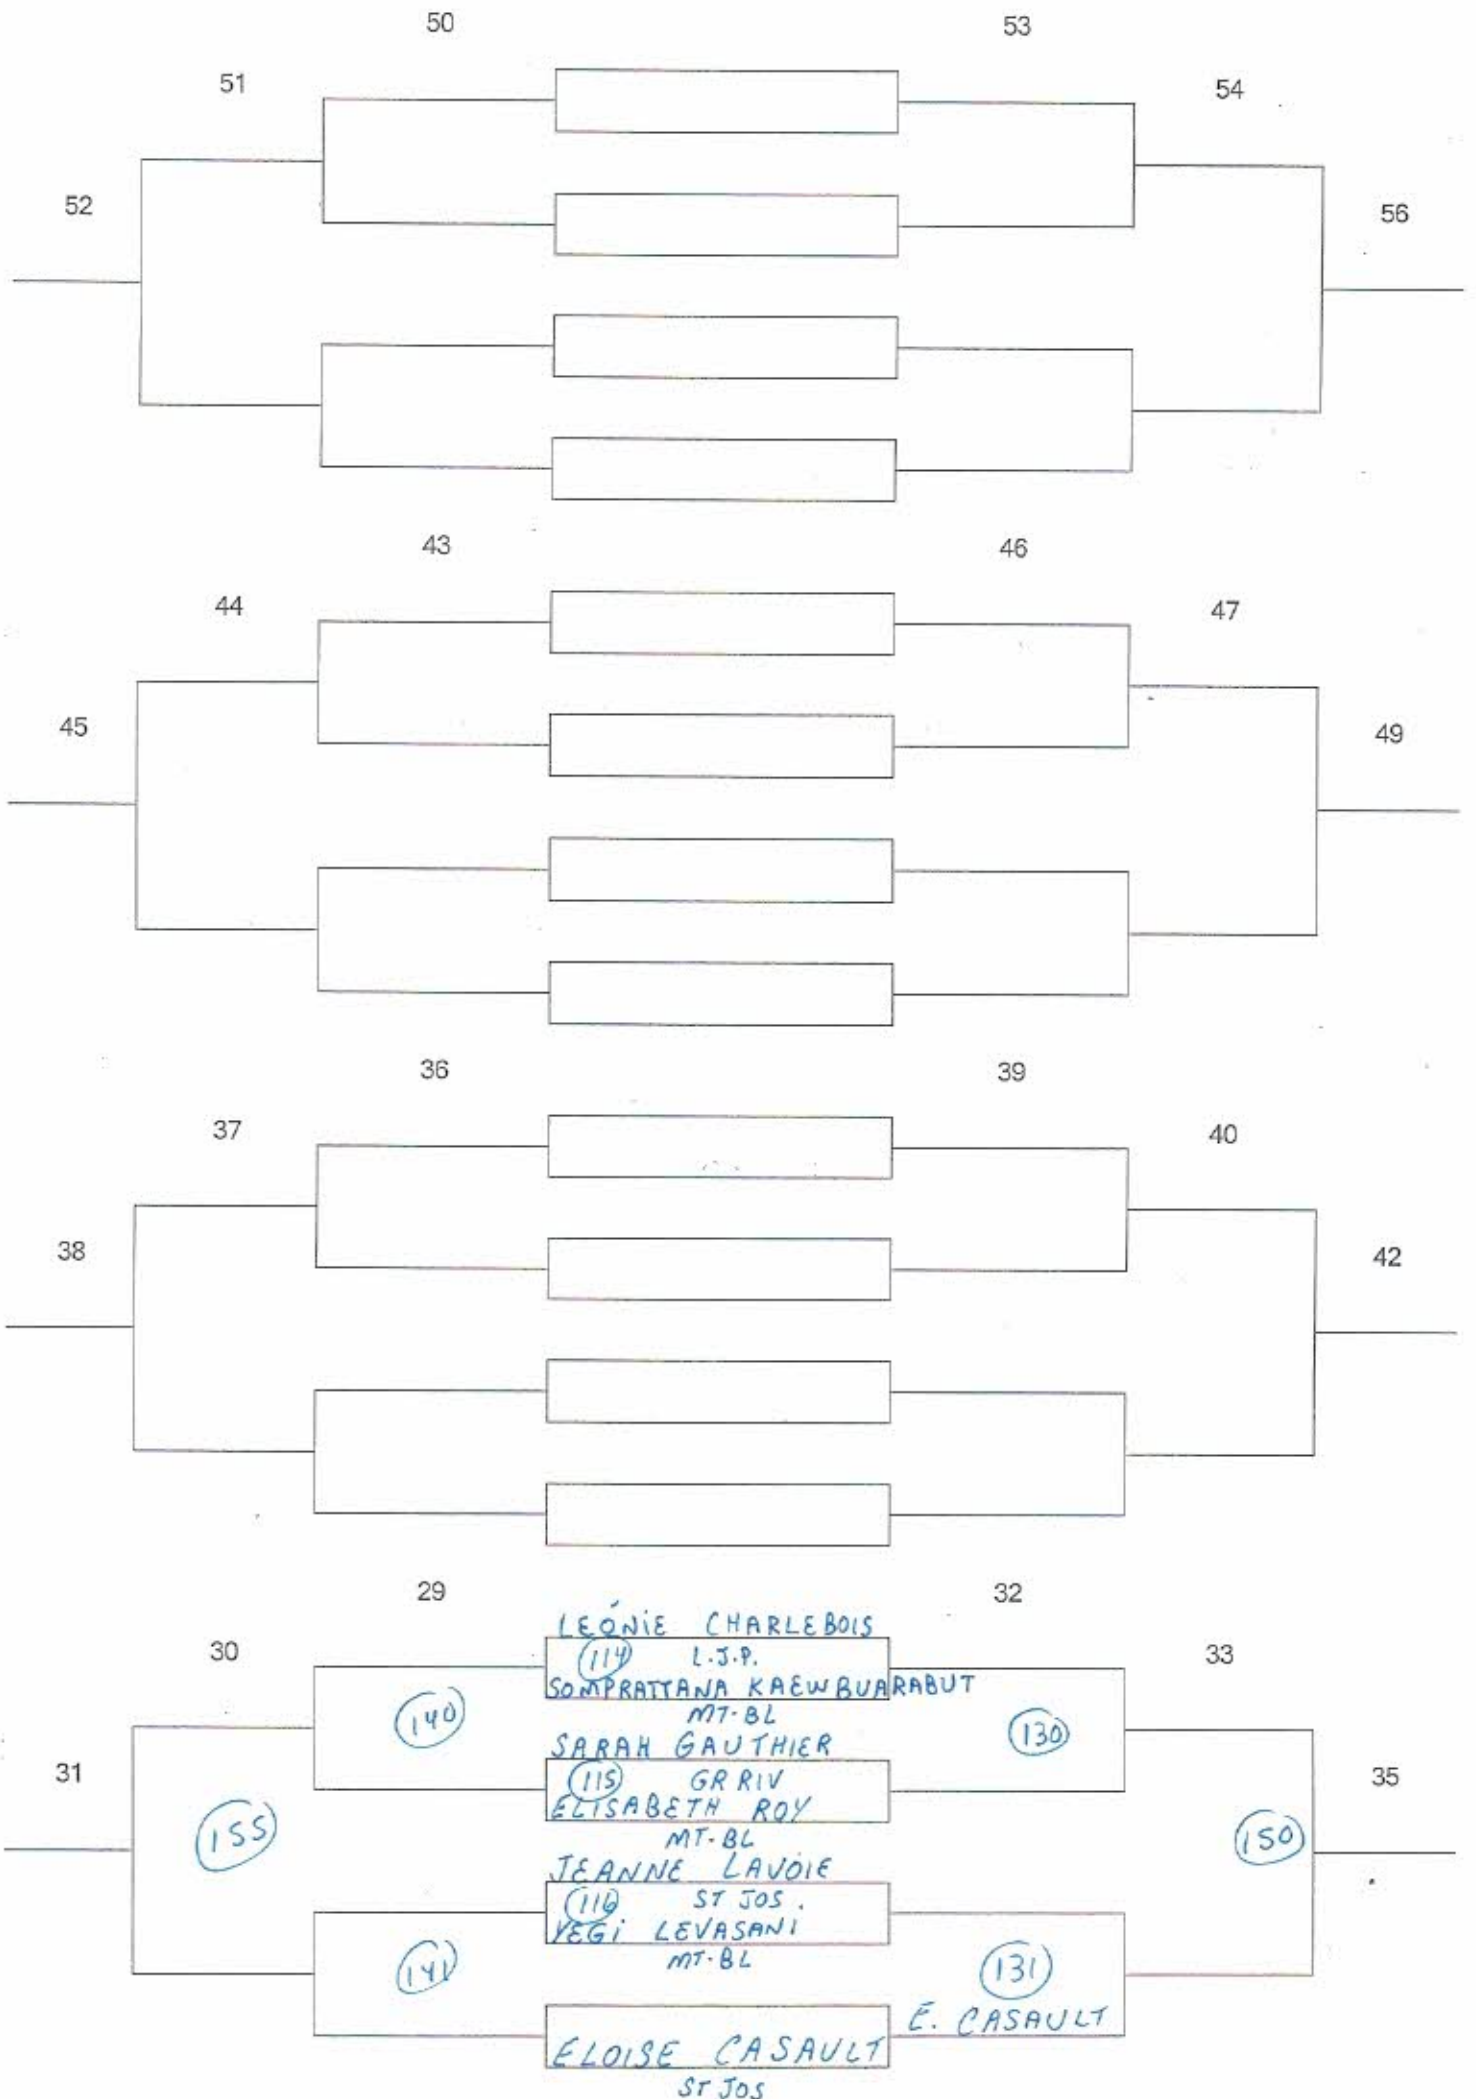 50 53
51 54
52 56
43 46
44 47
45 49
36 39
37 40
38 42
29 32
LEÓNIE CHARLEBOIS
30 33
114 L.J.P.
SOMPRATTANA KAEWBUARABUT
140 MT-BL 130
SARAH GAUTHIER
31 35
115 GR RIV
ELISABETH ROY
155 MT-BL 150
JEANNE LAVOIE
116 ST JOS.
YEGI LEVASANI
141 MT-BL 131
E. CASAULT
ELOISE CASAULT
ST JOS